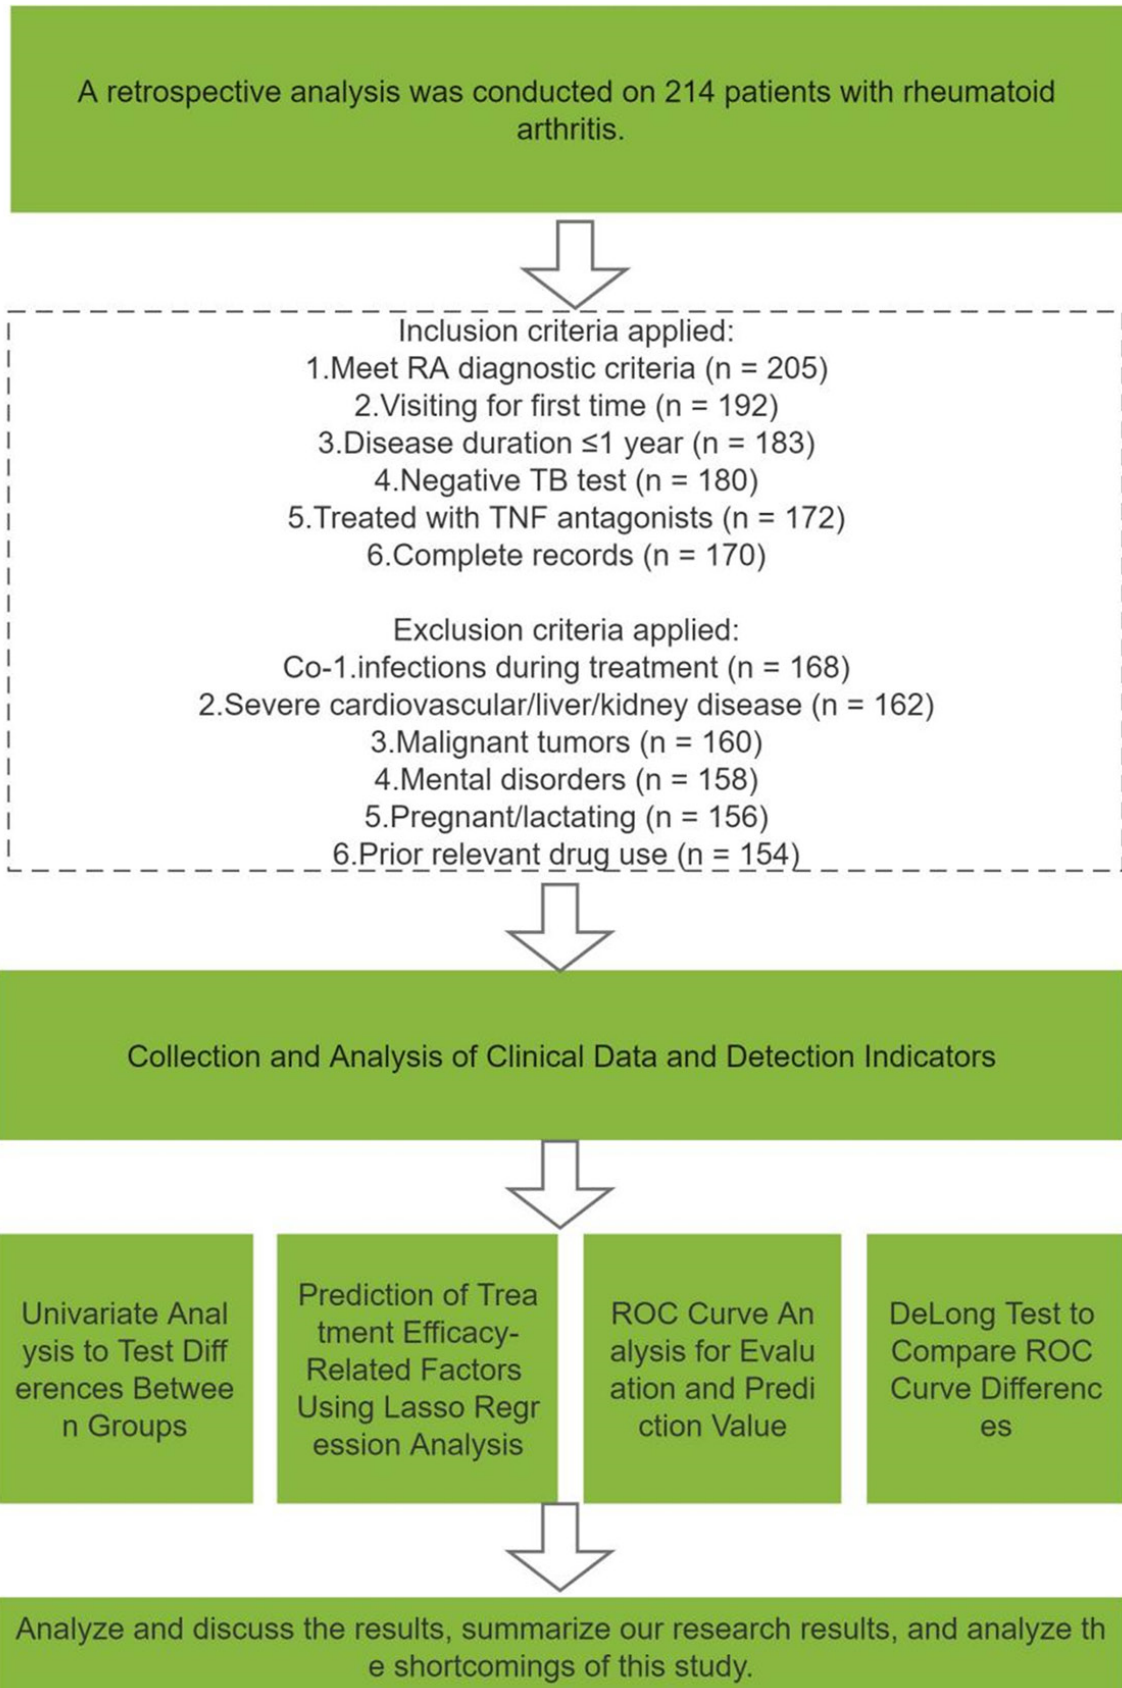 A retrospective analysis was conducted on 214 patients with rheumatoid
arthritis.
Inclusion criteria applied:
1.Meet RA diagnostic criteria (n = 205)
2.Visiting for first time (n = 192)
3.Disease duration ≤1 year (n = 183)
4.Negative TB test (n = 180)
5.Treated with TNF antagonists (n = 172)
6.Complete records (n = 170)
Exclusion criteria applied:
Co-1.infections during treatment (n = 168)
2.Severe cardiovascular/liver/kidney disease (n = 162)
3.Malignant tumors (n = 160)
4.Mental disorders (n = 158)
5.Pregnant/lactating (n = 156)
6.Prior relevant drug use (n = 154)
Collection and Analysis of Clinical Data and Detection Indicators
Univariate Anal
ysis to Test Diff
erences Betwee
n Groups
Prediction of Trea
tment Efficacy-
Related Factors
Using Lasso Regr
ession Analysis
ROC Curve An
alysis for Evalu
ation and Predi
ction Value
DeLong Test to
Compare ROC
Curve Differenc
es
Analyze and discuss the results, summarize our research results, and analyze th
e shortcomings of this study.